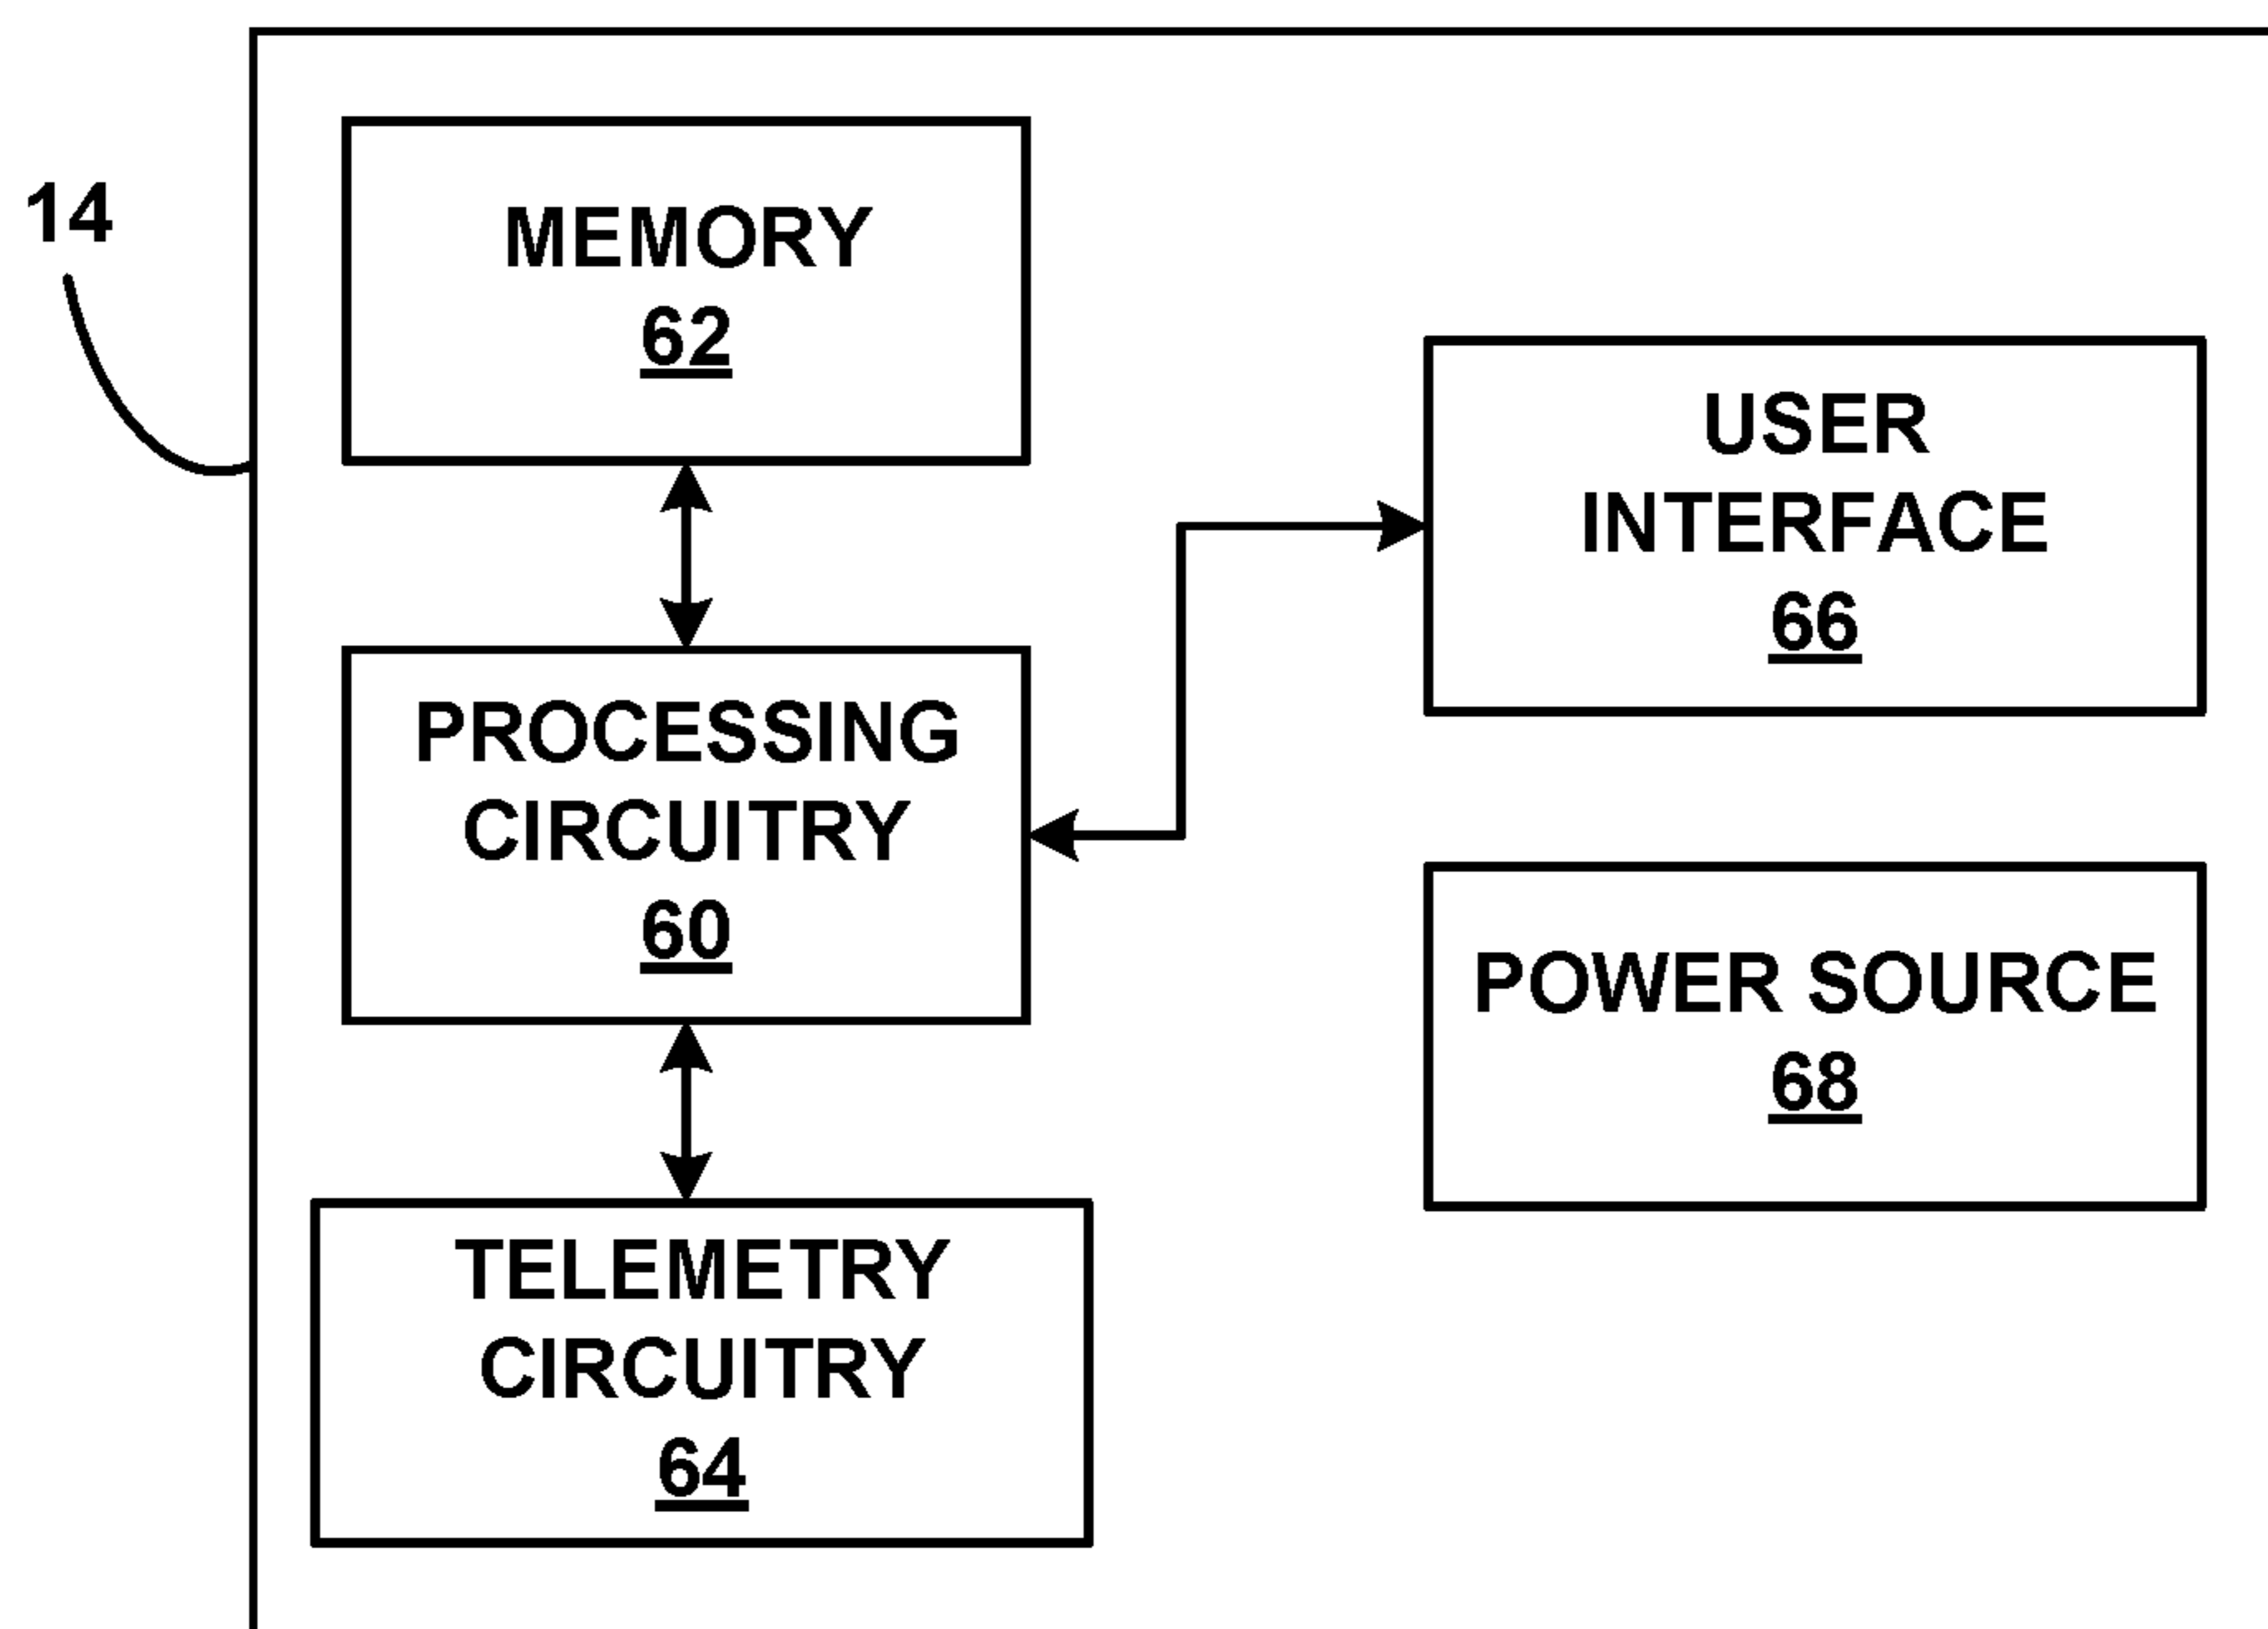 14
MEMORY
62
USER
INTERFACE
66
PROCESSING
CIRCUITRY
60
POWER SOURCE
68
TELEMETRY
CIRCUITRY
64